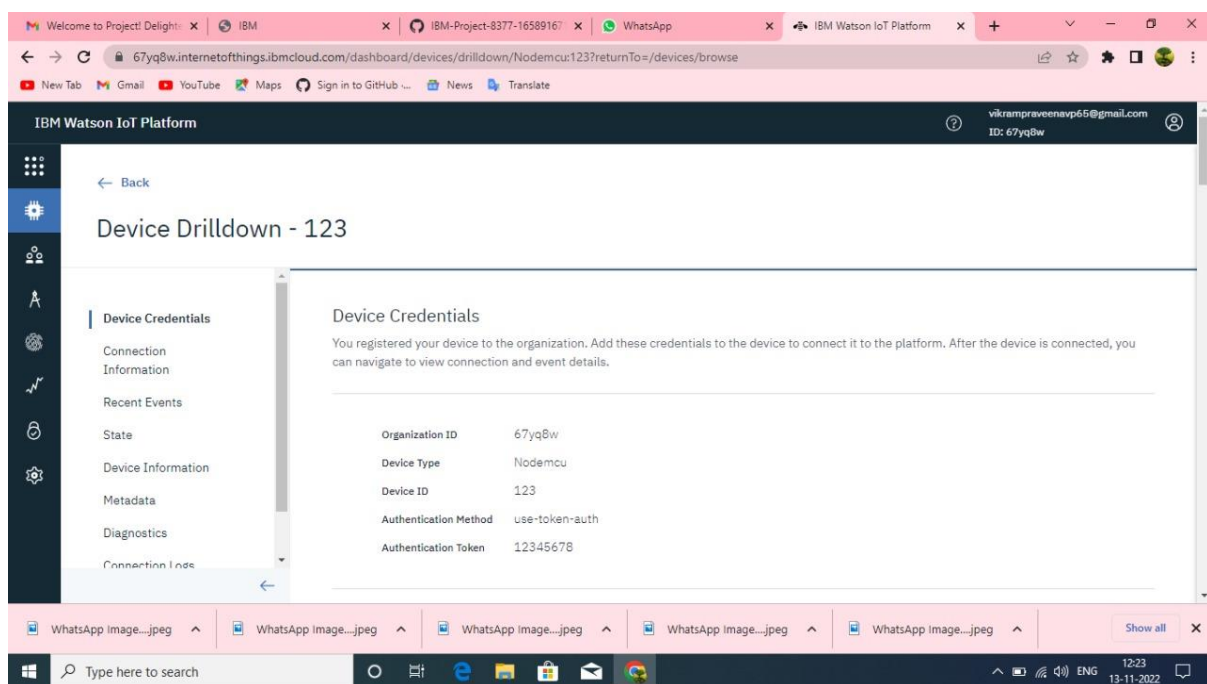 Welcome to Project! Delight
IBM
IBM-Project-8377-16589167
WhatsApp
IBM Watson IoT Platform
67yq8w.internetofthings.ibmcloud.com/dashboard/devices/drilldown/Nodemcu:123?returnTo=/devices/browse
New Tab
Gmail
YouTube
Maps
Sign in to GitHub ·...
News
Translate
IBM Watson IoT Platform
vikrampraveenavp65@gmail.com
ID: 67yq8w
← Back
Device Drilldown - 123
Device Credentials
Connection
Information
Recent Events
State
Device Information
Metadata
Diagnostics
Connection Logs
Device Credentials
You registered your device to the organization. Add these credentials to the device to connect it to the platform. After the device is connected, you
can navigate to view connection and event details.
Organization ID 67yq8w
Device Type Nodemcu
Device ID 123
Authentication Method use-token-auth
Authentication Token 12345678
WhatsApp Image....jpeg
WhatsApp Image....jpeg
WhatsApp Image....jpeg
WhatsApp Image....jpeg
WhatsApp Image....jpeg
Show all
Type here to search
ENG
12:23
13-11-2022